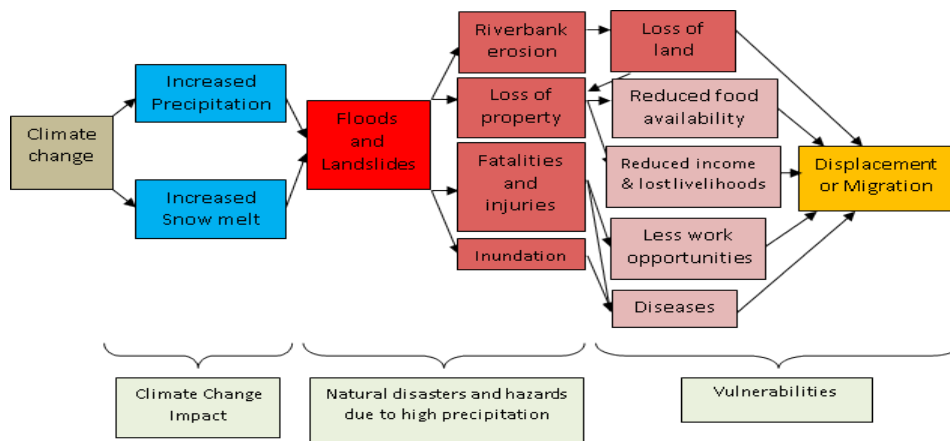 Climate
change
Increased
Precipitation
Increased
Snow melt
Floods
and
Landslides
Riverbank
erosion
Loss of
property
Fatalities and
injuries
Inundation
Loss of
land
Reduced food
availability
Reduced income
& lost livelihoods
Less work
opportunities
Diseases
Displacement
or Migration
Climate Change
Impact
Natural disasters and hazards
due to high precipitation
Vulnerabilities